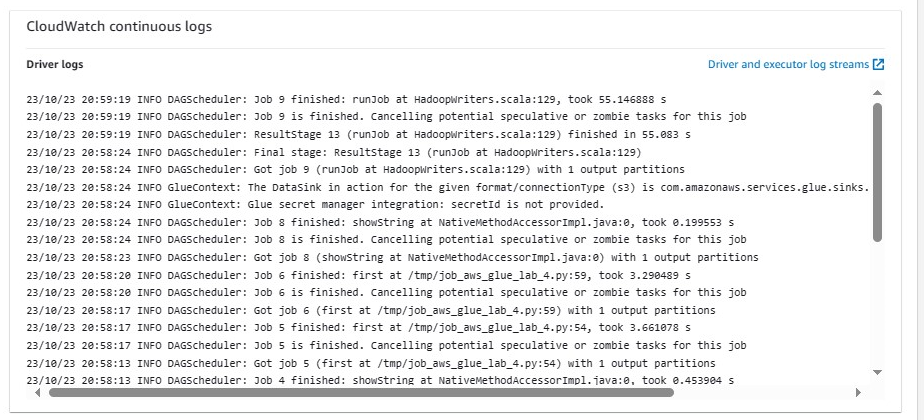 CloudWatch continuous logs
Driver logs
Driver and executor log streams
23/10/23 20:59:19 INFO DAGScheduler: Job 9 finished: runJob at HadoopWriters.scala:129, took 55.146888 s
23/10/23 20:59:19 INFO DAGScheduler: Job 9 is finished. Cancelling potential speculative or zombie tasks for this job
23/10/23 20:59:19 INFO DAGScheduler: ResultStage 13 (runJob at HadoopWriters.scala:129) finished in 55.083 s
23/10/23 20:58:24 INFO DAGScheduler: Final stage: ResultStage 13 (runJob at HadoopWriters.scala:129)
23/10/23 20:58:24 INFO DAGScheduler: Got job 9 (runJob at HadoopWriters.scala:129) with 1 output partitions
23/10/23 20:58:24 INFO GlueContext: The DataSink in action for the given format/connectionType (s3) is com.amazonaws.services.glue.sinks.
23/10/23 20:58:24 INFO GlueContext: Glue secret manager integration: secretId is not provided.
23/10/23 20:58:24 INFO DAGScheduler: Job 8 finished: showString at NativeMethodAccessorImpl.java:0, took 0.199553 s
23/10/23 20:58:24 INFO DAGScheduler: Job 8 is finished. Cancelling potential speculative or zombie tasks for this job
23/10/23 20:58:23 INFO DAGScheduler: Got job 8 (showString at NativeMethodAccessorImpl.java:0) with 1 output partitions
23/10/23 20:58:20 INFO DAGScheduler: Job 6 finished: first at /tmp/job_aws_glue_lab_4.py:59, took 3.290489 s
23/10/23 20:58:20 INFO DAGScheduler: Job 6 is finished. Cancelling potential speculative or zombie tasks for this job
23/10/23 20:58:17 INFO DAGScheduler: Got job 6 (first at /tmp/job_aws_glue_lab_4.py:59) with 1 output partitions
23/10/23 20:58:17 INFO DAGScheduler: Job 5 finished: first at /tmp/job_aws_glue_lab_4.py:54, took 3.661078 s
23/10/23 20:58:17 INFO DAGScheduler: Job 5 is finished. Cancelling potential speculative or zombie tasks for this job
23/10/23 20:58:13 INFO DAGScheduler: Got job 5 (first at /tmp/job_aws_glue_lab_4.py:54) with 1 output partitions
23/10/23 20:58:13 INFO DAGScheduler: Job 4 finished: showString at NativeMethodAccessorImpl.java:0, took 0.453904 s